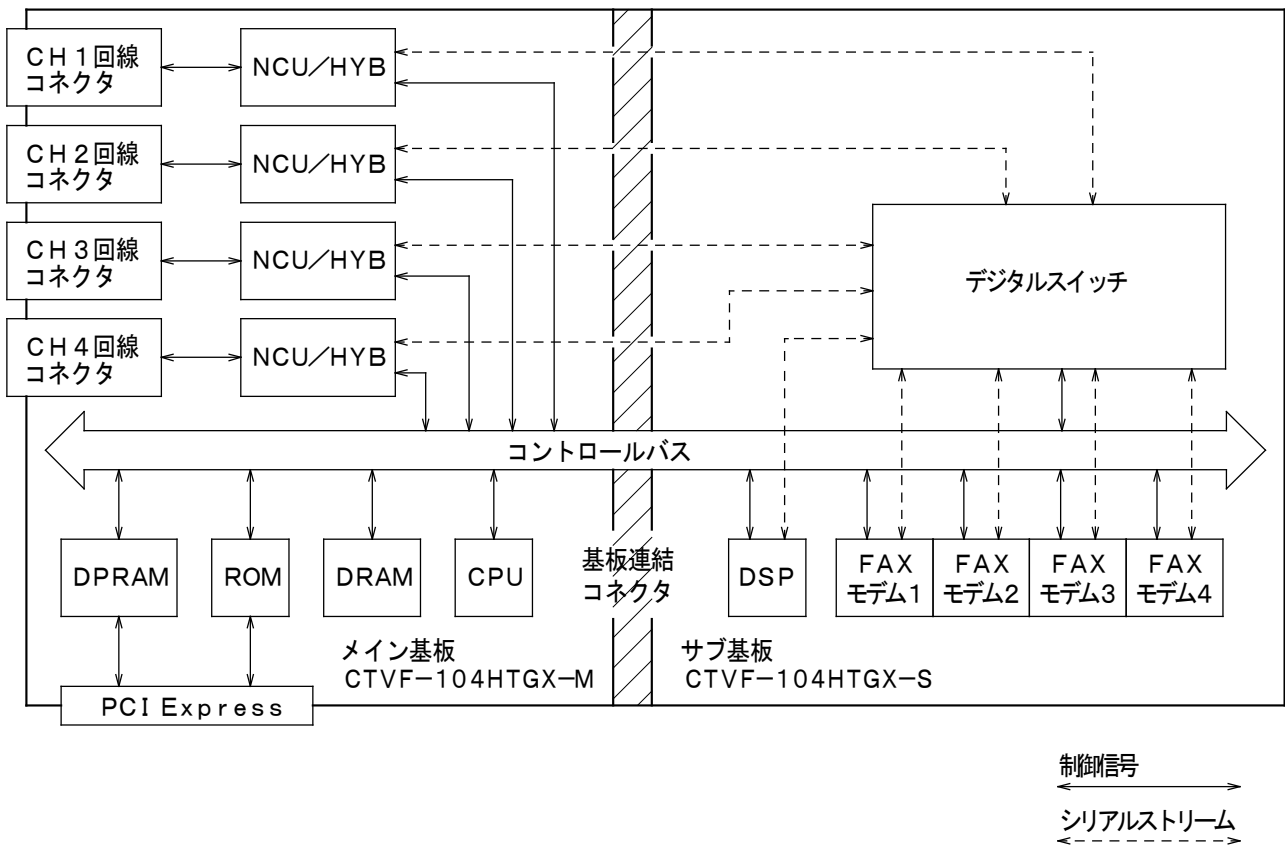 CH1回線
コネクタ
NCU/HYB
CH2回線
コネクタ
NCU/HYB
CH3回線
コネクタ
NCU/HYB
CH4回線
コネクタ
NCU/HYB
デジタルスイッチ
コントロールバス
DPRAM
ROM
DRAM
CPU
基板連結
コネクタ
DSP
FAX
モデム1
FAX
モデム2
FAX
モデム3
FAX
モデム4
メイン基板
CTVF-104HTGX-M
サブ基板
CTVF-104HTGX-S
PCI Express
制御信号
シリアルストリーム